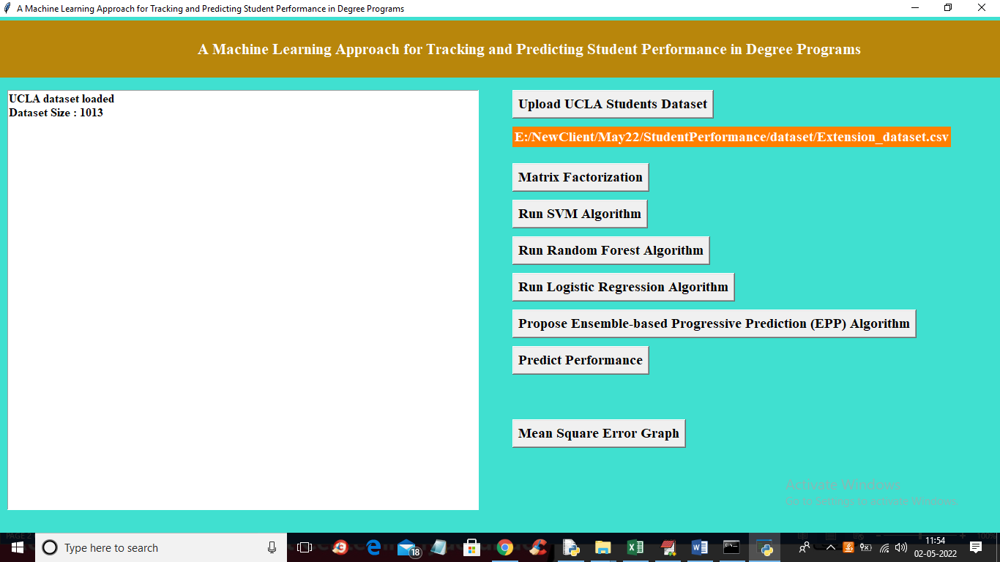 A Machine Learning Approach for Tracking and Predicting Student Performance in Degree Programs
A Machine Learning Approach for Tracking and Predicting Student Performance in Degree Programs
UCLA dataset loaded
Dataset Size : 1013
Upload UCLA Students Dataset
E:/NewClient/May22/StudentPerformance/dataset/Extension_dataset.csv
Matrix Factorization
Run SVM Algorithm
Run Random Forest Algorithm
Run Logistic Regression Algorithm
Propose Ensemble-based Progressive Prediction (EPP) Algorithm
Predict Performance
Mean Square Error Graph
Activate Windows
Go to Settings to activate Windows.
PAGE 2
100%
Type here to search
18
11:54
02-05-2022